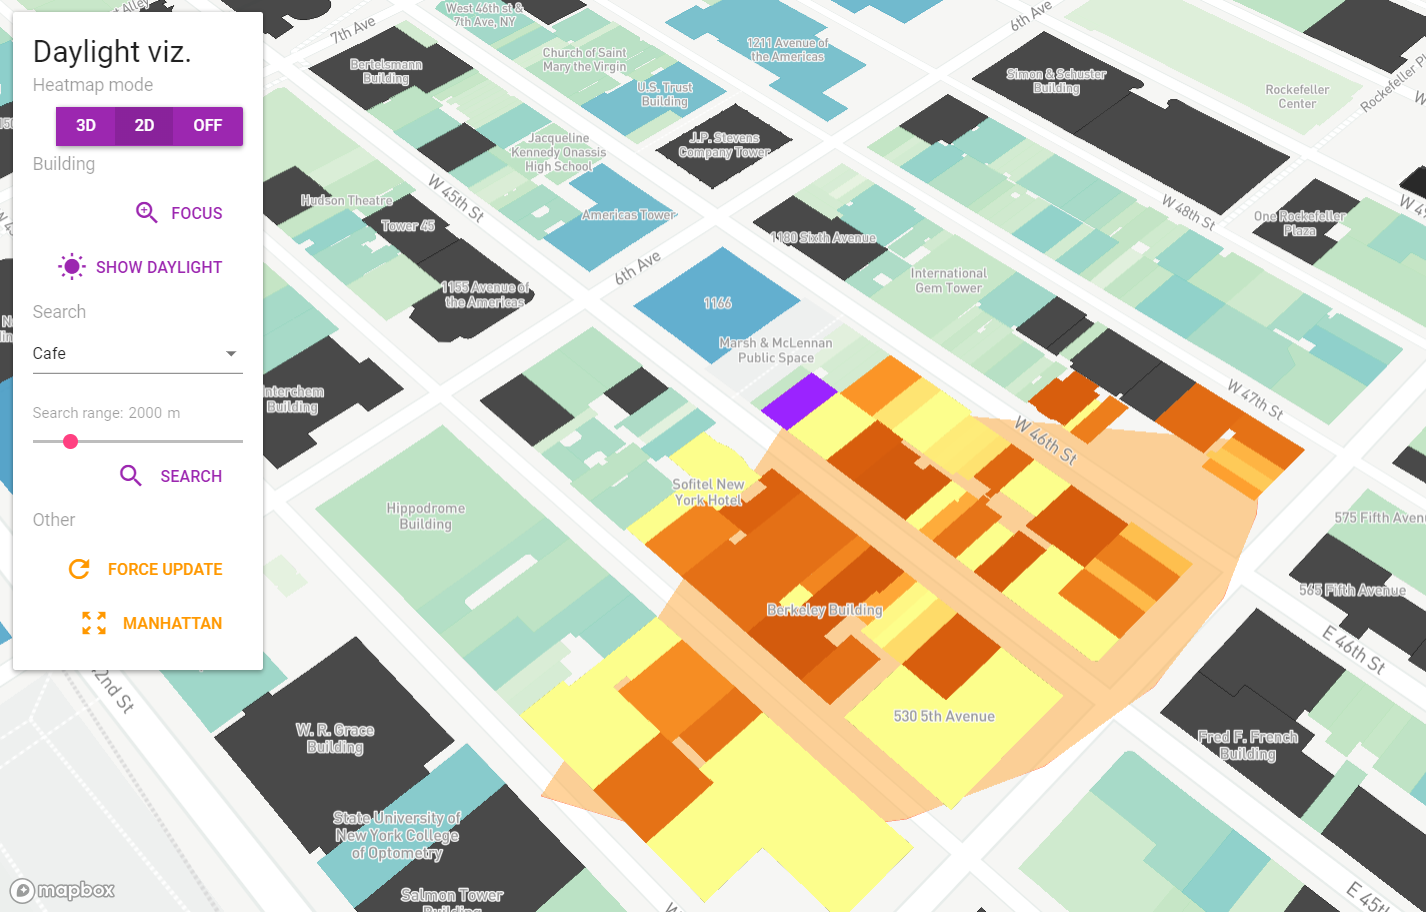 Daylight viz.
Heatmap mode
3D
2D
OFF
Building
FOCUS
SHOW DAYLIGHT
Search
Cafe
Search range: 2000 m
SEARCH
Other
FORCE UPDATE
MANHATTAN
mapbox
7th Ave
West 46th st &
7th Ave, NY
6th Ave
Bertelsmann
Building
Church of Saint
Mary the Virgin
1211 Avenue of
the Americas
U.S. Trust
Building
Simon & Schuster
Building
Rockefeller
Center
J.P. Stevens
Company Tower
Jacqueline
Kennedy Onassis
High School
Hudson Theatre
W 45th St
Tower 45
Americas Tower
1180 Sixth Avenue
W 48th St
One Rockefeller
Plaza
6th Ave
1155 Avenue of
the Americas
International
Gem Tower
1166
Marsh & McLennan
Public Space
Interchem
Building
W 47th St
W 46th St
Sofitel New
York Hotel
Hippodrome
Building
575 Fifth Avenu
565 Fifth Avenue
Berkeley Building
E 46th St
2nd St
530 5th Avenue
W. R. Grace
Building
Fred F. French
Building
State University of
New York College
of Optometry
Salmon Tower
Building
E 45t